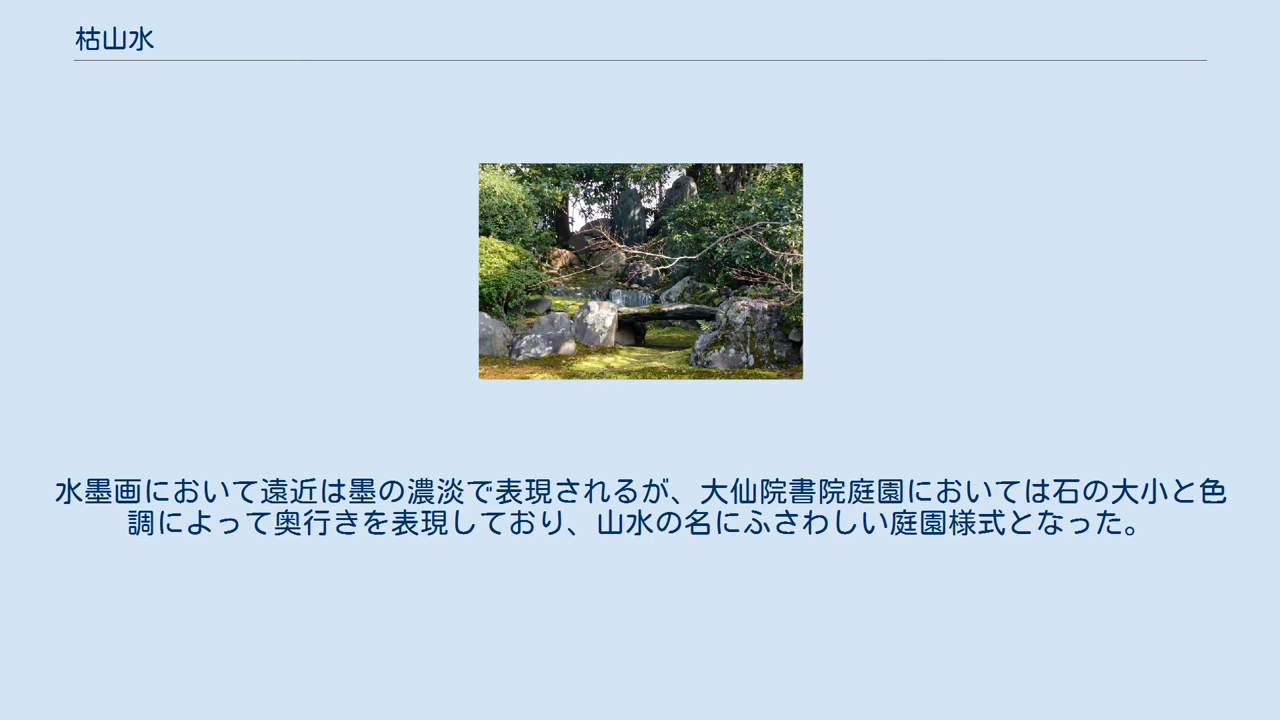 枯山水
水墨画において遠近は墨の濃淡で表現されるが、大仙院書院庭園においては石の大小と色
調によって奥行きを表現しており、山水の名にふさわしい庭園様式となった。